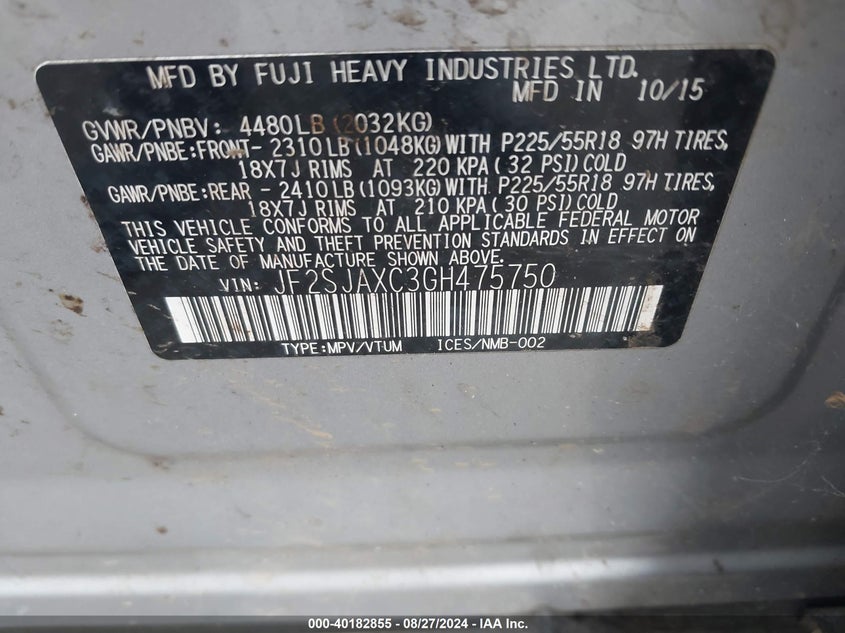 MFD BY FUJI HEAVY INDUSTRIES LTD.
MFD IN 10/15
GVWR/PNBV: 4480LB (2032KG)
GAWR/PNBE:FRONT- 2310LB(1048KG)WITH P225/55R18 97H TIRES,
18X7J RIMS AT 220 KPA(32 PSI)COLD
GAWR/PNBE:REAR - 2410LB(1093KG)WITH P225/55R18 97H TIRES,
18X7J RIMS AT 210 KPA(30 PSI)COLD
THIS VEHICLE CONFORMS TO ALL APPLICABLE FEDERAL MOTOR
VEHICLE SAFETY AND THEFT PREVENTION STANDARDS IN EFFECT ON
THE DATE OF MANUFACTURE SHOWN ABOVE.
VIN: JF2SJAXC3GH475750
TYPE:MPV/VTUM ICES/NMB-002
000-40182855 - 08/27/2024 - IAA Inc.